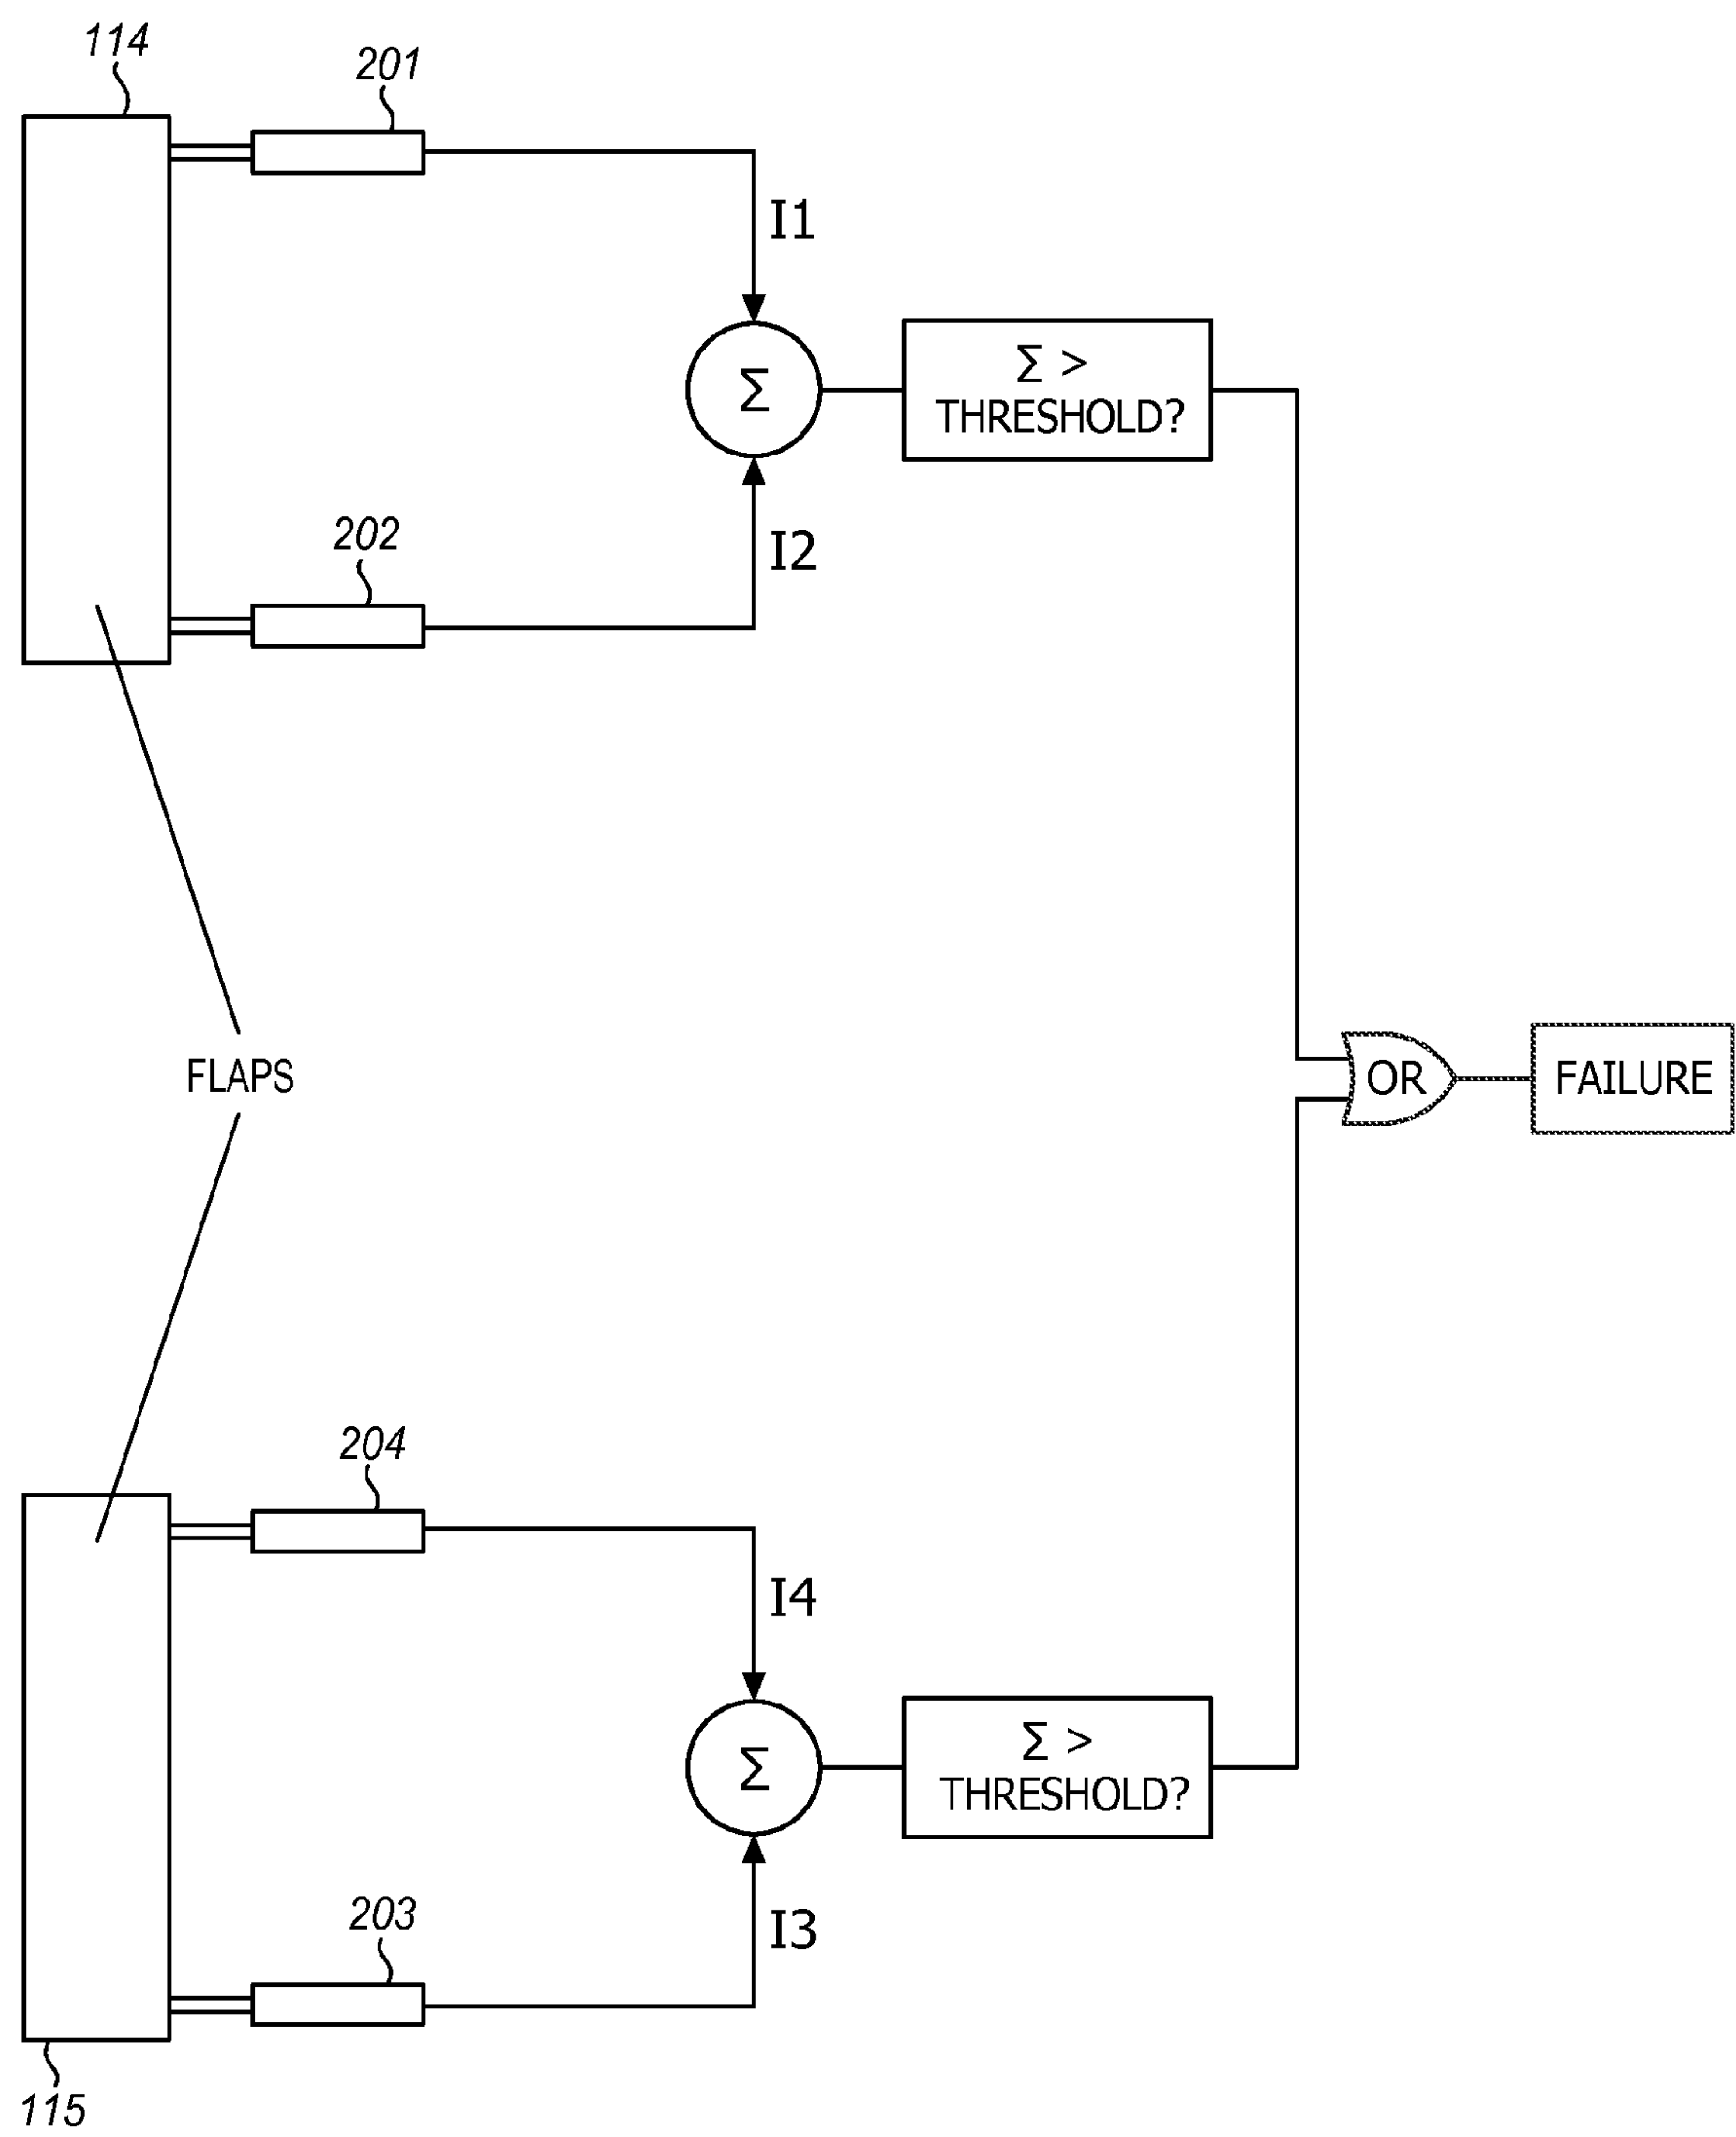 114
201
I1
Σ
Σ >
THRESHOLD?
202
I2
FLAPS
OR
FAILURE
204
I4
Σ
Σ >
THRESHOLD?
203
I3
115